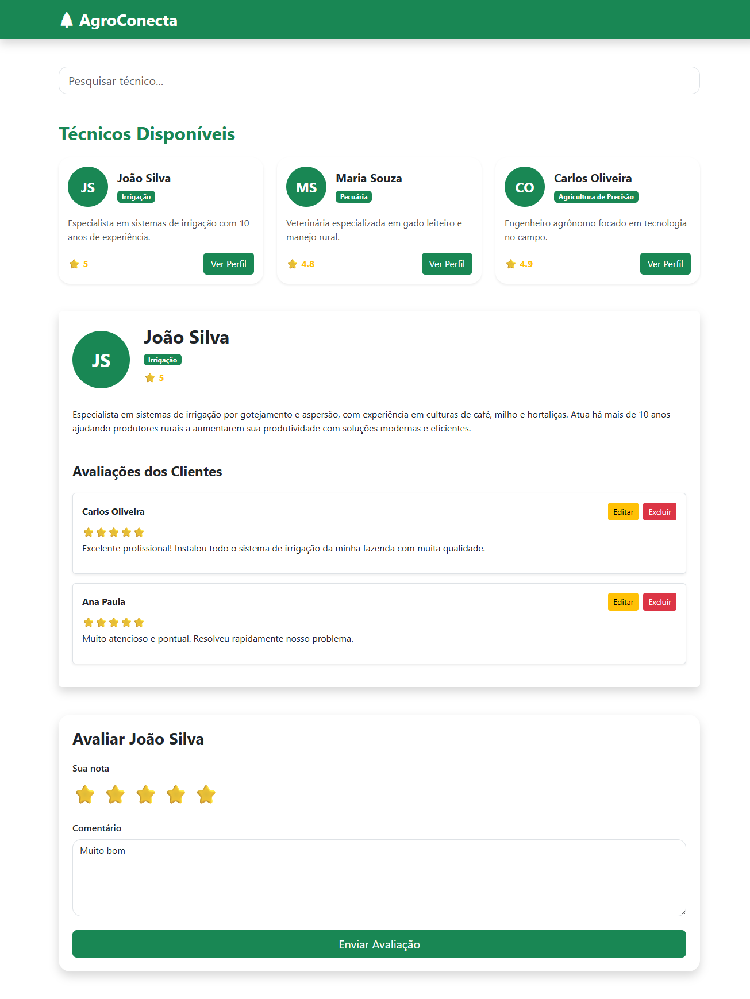 AgroConecta
Pesquisar técnico...
Técnicos Disponíveis
JS
João Silva
Irrigação
Especialista em sistemas de irrigação com 10
anos de experiência.
5
Ver Perfil
MS
Maria Souza
Pecuária
Veterinária especializada em gado leiteiro e
manejo rural.
4.8
Ver Perfil
CO
Carlos Oliveira
Agricultura de Precisão
Engenheiro agrônomo focado em tecnologia
no campo.
4.9
Ver Perfil
JS
João Silva
Irrigação
5
Especialista em sistemas de irrigação por gotejamento e aspersão, com experiência em culturas de café, milho e hortaliças. Atua há mais de 10 anos
ajudando produtores rurais a aumentarem sua produtividade com soluções modernas e eficientes.
Avaliações dos Clientes
Carlos Oliveira
Editar
Excluir
Excelente profissional! Instalou todo o sistema de irrigação da minha fazenda com muita qualidade.
Ana Paula
Editar
Excluir
Muito atencioso e pontual. Resolveu rapidamente nosso problema.
Avaliar João Silva
Sua nota
Comentário
Muito bom
Enviar Avaliação